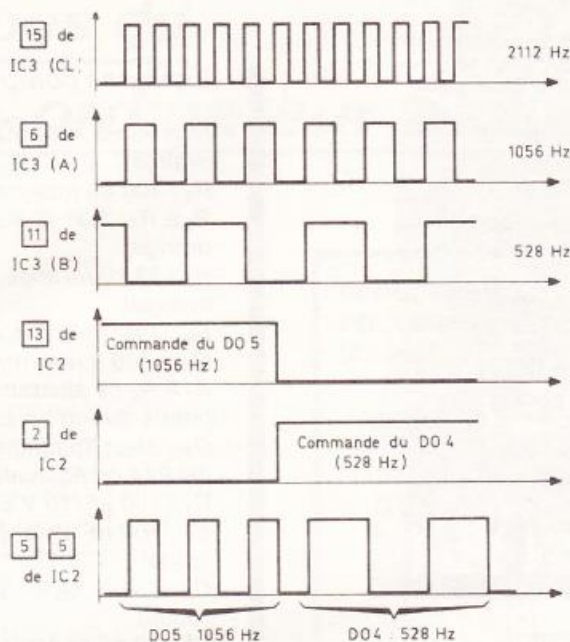 15 de
IC3 (CL)
2112 Hz
6 de
IC3 (A)
1056 Hz
11 de
IC3 (B)
528 Hz
13 de
IC2
Commande du DO 5
(1056 Hz)
2 de
IC2
Commande du DO 4
(528 Hz)
5 5
de IC2
DO5 : 1056 Hz
DO4 : 528 Hz